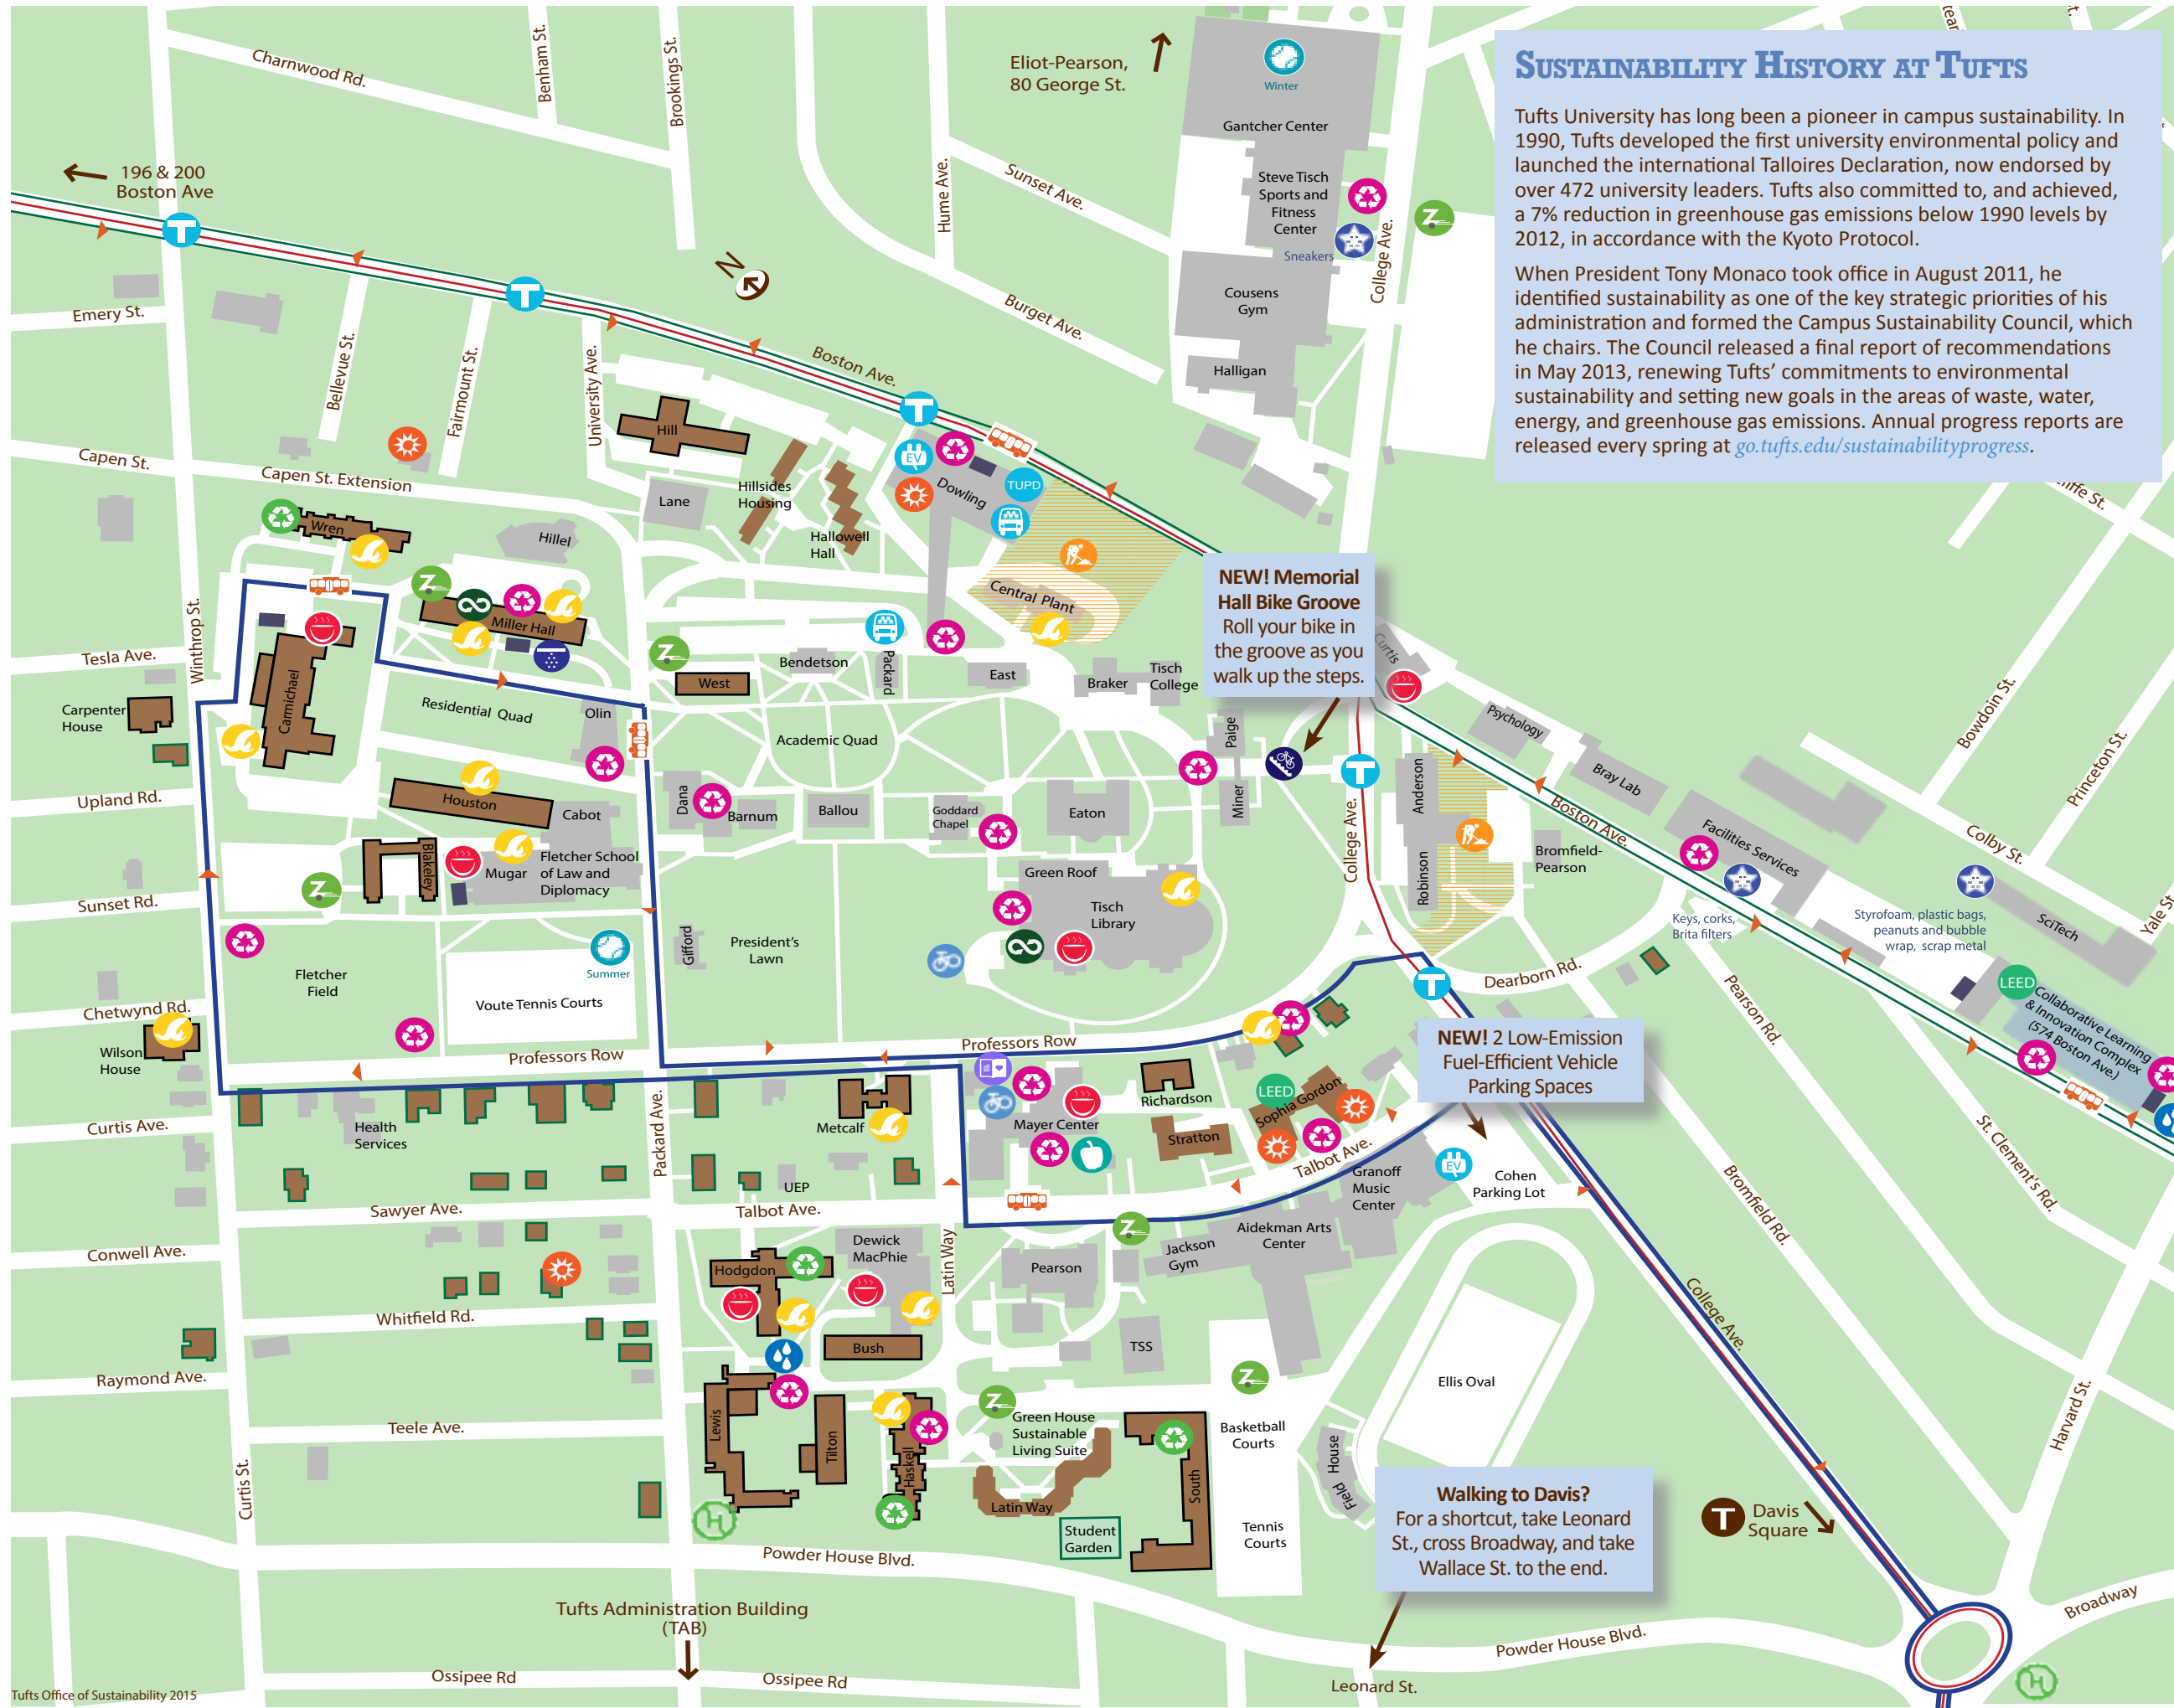 Charnwood Rd.
Benham St.
Brookings St.
Hume Ave.
Eliot-Pearson,
80 George St.
Winter
Gantcher Center
Steve Tisch
Sports and
Fitness
Center
Sneakers
Cousens
Gym
Halligan
College Ave.
Sunset Ave.
Burget Ave.
SUSTAINABILITY HISTORY AT TUFTS
Tufts University has long been a pioneer in campus sustainability. In
1990, Tufts developed the first university environmental policy and
launched the international Talloires Declaration, now endorsed by
over 472 university leaders. Tufts also committed to, and achieved,
a 7% reduction in greenhouse gas emissions below 1990 levels by
2012, in accordance with the Kyoto Protocol.
When President Tony Monaco took office in August 2011, he
identified sustainability as one of the key strategic priorities of his
administration and formed the Campus Sustainability Council, which
he chairs. The Council released a final report of recommendations
in May 2013, renewing Tufts' commitments to environmental
sustainability and setting new goals in the areas of waste, water,
energy, and greenhouse gas emissions. Annual progress reports are
released every spring at go.tufts.edu/sustainabilityprogress.
196 & 200
Boston Ave
T
T
T
N
Emery St.
Bellevue St.
Fairmount St.
University Ave.
Boston Ave.
Capen St.
Capen St. Extension
Hill
Lane
Hillsides
Housing
Hallowell
Hall
EV
Dowling
TUPD
Wren
Hillel
Z
Miller Hall
Central Plant
NEW! Memorial
Hall Bike Groove
Roll your bike in
the groove as you
walk up the steps.
Winthrop St.
Tesla Ave.
Carpenter
House
Carmichael
Residential Quad
Olin
Z
West
Bendetson
Packard
East
Braker
Tisch
College
Curtis
Psychology
Bray Lab
Boston Ave.
Bowdoin St.
Princeton St.
Colby St.
Yale St.
Upland Rd.
Houston
Cabot
Academic Quad
Dana
Barnum
Ballou
Goddard
Chapel
Eaton
Paige
Miner
T
College Ave.
Anderson
Robinson
Bromfield-
Pearson
Facilities Services
Keys, corks,
Brita filters
Styrofoam, plastic bags,
peanuts and bubble
wrap, scrap metal
SciTech
Blakeley
Mugar
Fletcher School
of Law and
Diplomacy
Z
Sunset Rd.
Green Roof
Tisch
Library
Gifford
President's
Lawn
Fletcher
Field
Summer
Voute Tennis Courts
T
Dearborn Rd.
Pearson Rd.
LEED
Collaborative Learning
& Innovation Complex
(574 Boston Ave.)
Chetwynd Rd.
Wilson
House
Professors Row
Professors Row
NEW! 2 Low-Emission
Fuel-Efficient Vehicle
Parking Spaces
Curtis Ave.
Health
Services
Packard Ave.
Metcalf
Mayer Center
Richardson
Stratton
LEED
Sophia Gordon
Talbot Ave.
EV
Cohen
Parking Lot
Granoff
Music
Center
Bromfield Rd.
St. Clement's Rd.
Sawyer Ave.
UEP
Talbot Ave.
Z
Conwell Ave.
Dewick
MacPhie
Latin Way
Hodgdon
Pearson
Jackson
Gym
Aidekman Arts
Center
Whitfield Rd.
Bush
TSS
Z
Ellis Oval
College Ave.
Harvard St.
Raymond Ave.
Teele Ave.
Curtis St.
Lewis
Tilton
Haskell
Z
Green House
Sustainable
Living Suite
Latin Way
Student
Garden
South
Basketball
Courts
Tennis
Courts
Field House
H
Walking to Davis?
For a shortcut, take Leonard
St., cross Broadway, and take
Wallace St. to the end.
T
Davis
Square
Powder House Blvd.
Powder House Blvd.
Broadway
Tufts Administration Building
(TAB)
Ossipee Rd
Ossipee Rd
Leonard St.
H
Tufts Office of Sustainability 2015